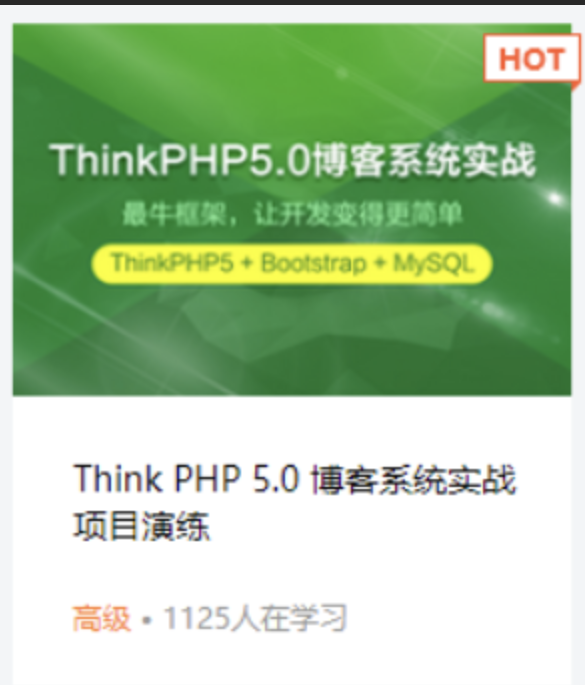 HOT
ThinkPHP5.0博客系统实战
最牛框架，让开发变得更简单
ThinkPHP5 + Bootstrap + MySQL
Think PHP 5.0 博客系统实战
项目演练
高级 • 1125人在学习